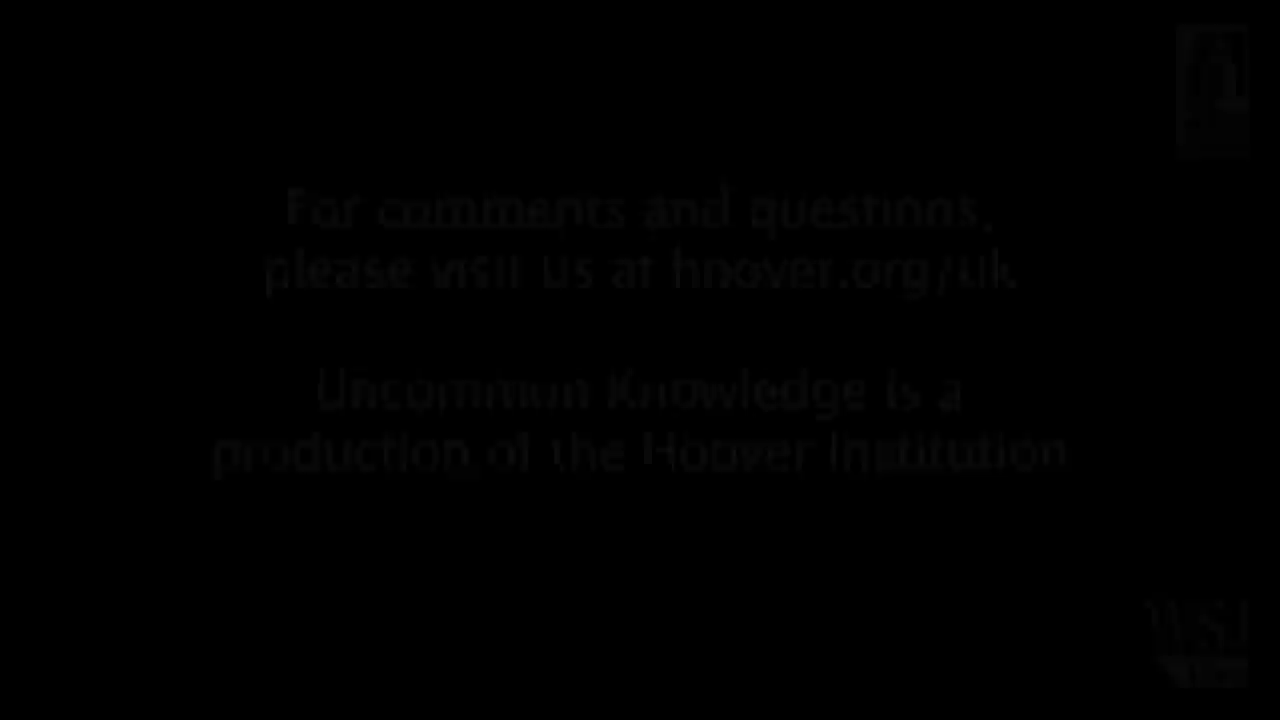 For comments and questions,
please visit us at hoover.org/uk
Uncommon Knowledge is a
production of the Hoover Institution
WSJ